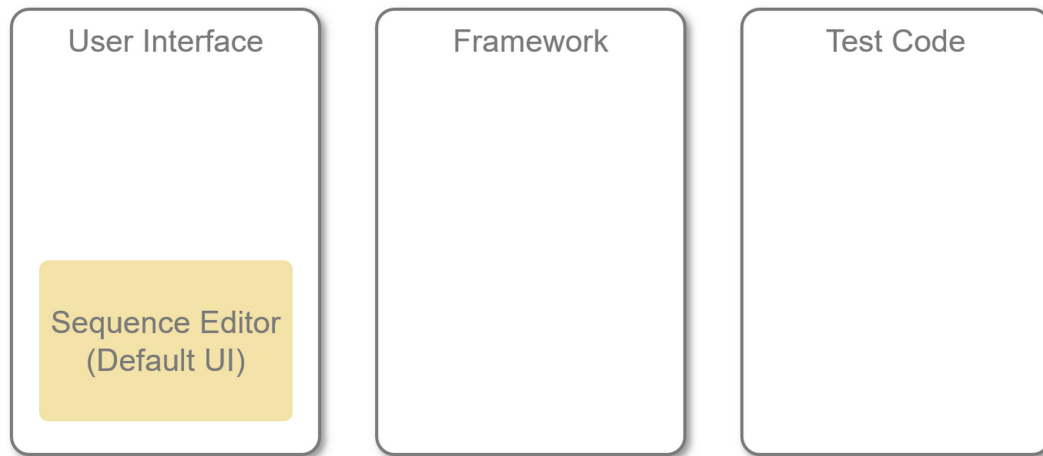 User Interface
Framework
Test Code
Sequence Editor
(Default UI)